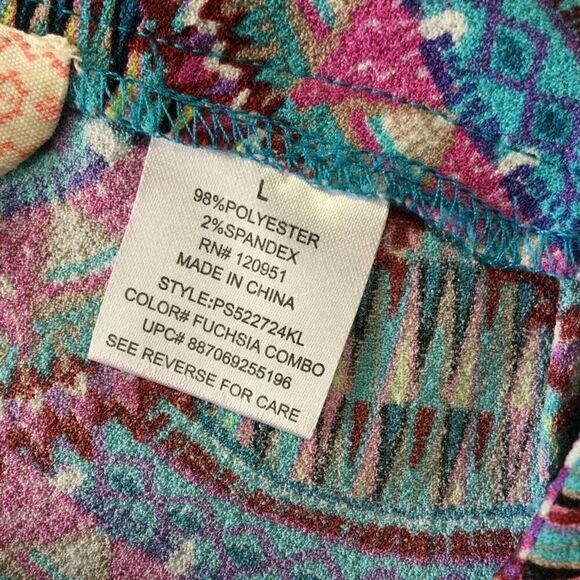 L
98%POLYESTER
2%SPANDEX
RN# 120951
MADE IN CHINA
STYLE:PS522724KL
COLOR# FUCHSIA COMBO
UPC# 887069255196
SEE REVERSE FOR CARE